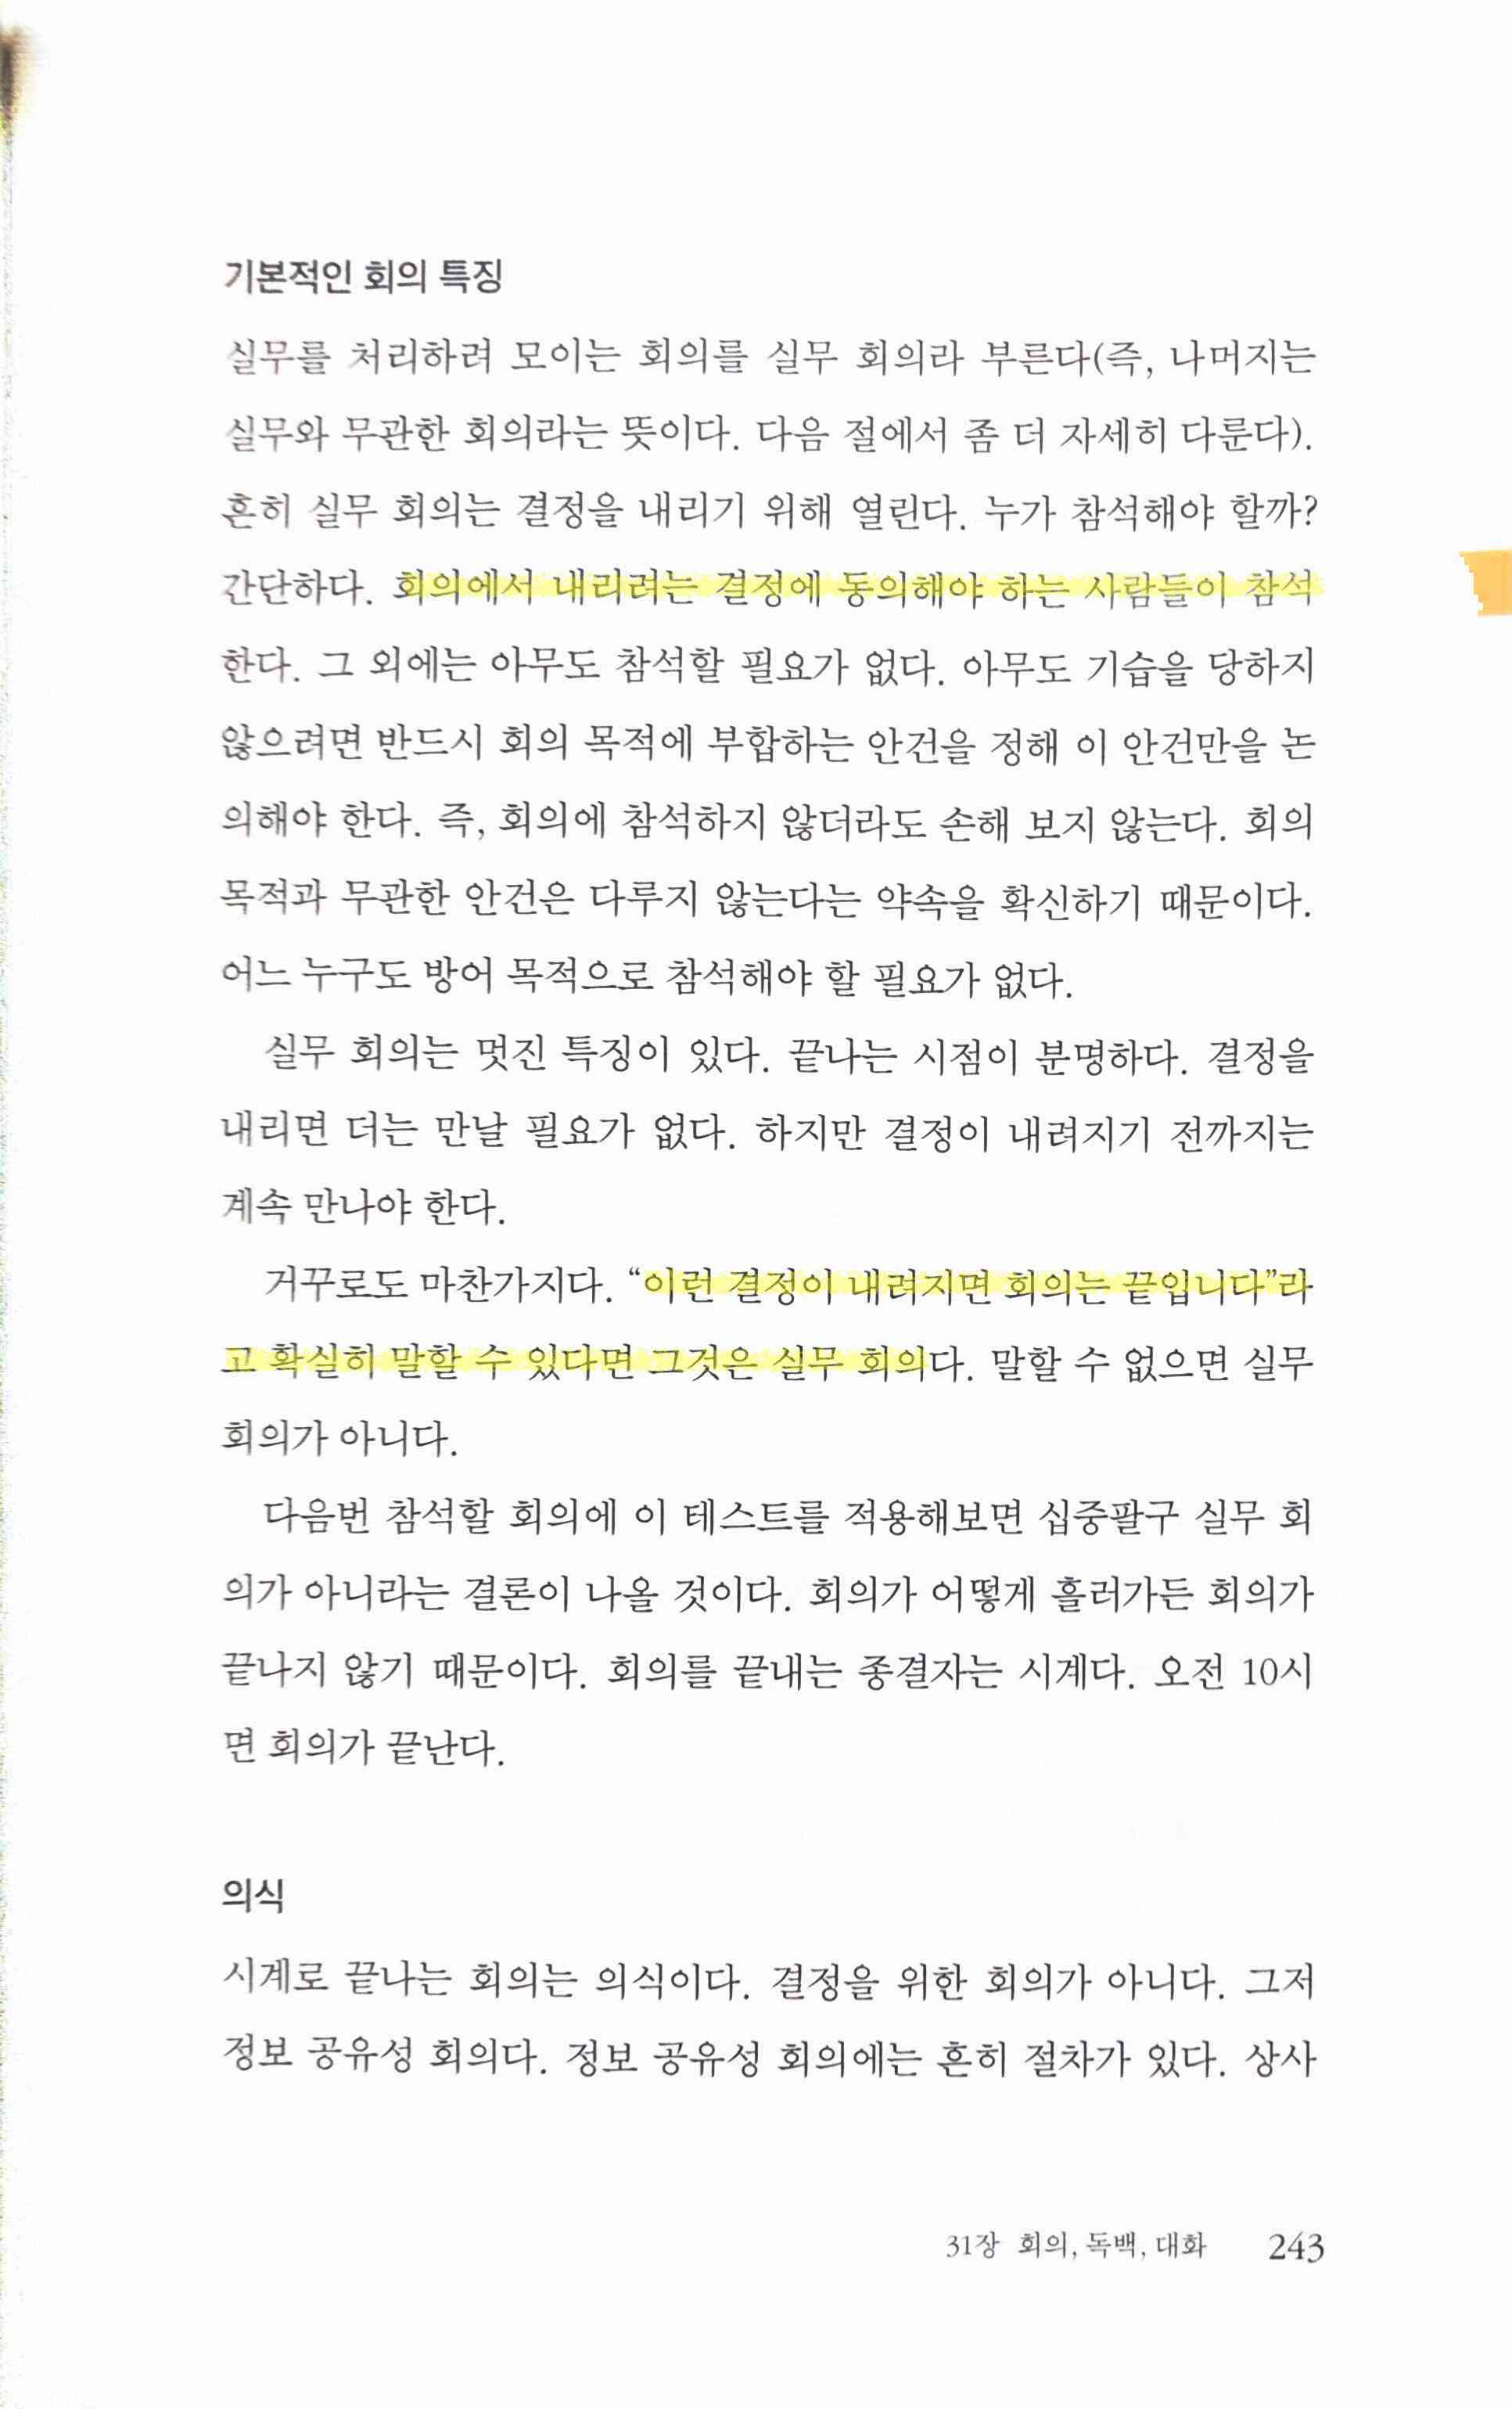 기본적인 회의 특징
실무를 처리하려 모이는 회의를 실무 회의라 부른다(즉, 나머지는
실무와 무관한 회의라는 뜻이다. 다음 절에서 좀 더 자세히 다룬다).
흔히 실무 회의는 결정을 내리기 위해 열린다. 누가 참석해야 할까?
간단하다. 회의에서 내리려는 결정에 동의해야 하는 사람들이 참석
한다. 그 외에는 아무도 참석할 필요가 없다. 아무도 기습을 당하지
않으려면 반드시 회의 목적에 부합하는 안건을 정해 이 안건만을 논
의해야 한다. 즉, 회의에 참석하지 않더라도 손해 보지 않는다. 회의
목적과 무관한 안건은 다루지 않는다는 약속을 확신하기 때문이다.
어느 누구도 방어 목적으로 참석해야 할 필요가 없다.
실무 회의는 멋진 특징이 있다. 끝나는 시점이 분명하다. 결정을
내리면 더는 만날 필요가 없다. 하지만 결정이 내려지기 전까지는
계속 만나야 한다.
거꾸로도 마찬가지다. “이런 결정이 내려지면 회의는 끝입니다”라
고 확실히 말할 수 있다면 그것은 실무 회의다. 말할 수 없으면 실무
회의가 아니다.
다음번 참석할 회의에 이 테스트를 적용해보면 십중팔구 실무 회
의가 아니라는 결론이 나올 것이다. 회의가 어떻게 흘러가든 회의가
끝나지 않기 때문이다. 회의를 끝내는 종결자는 시계다. 오전 10시
면 회의가 끝난다.
의식
시계로 끝나는 회의는 의식이다. 결정을 위한 회의가 아니다. 그저
정보 공유성 회의다. 정보 공유성 회의에는 흔히 절차가 있다. 상사
31장 회의, 독백, 대화 243